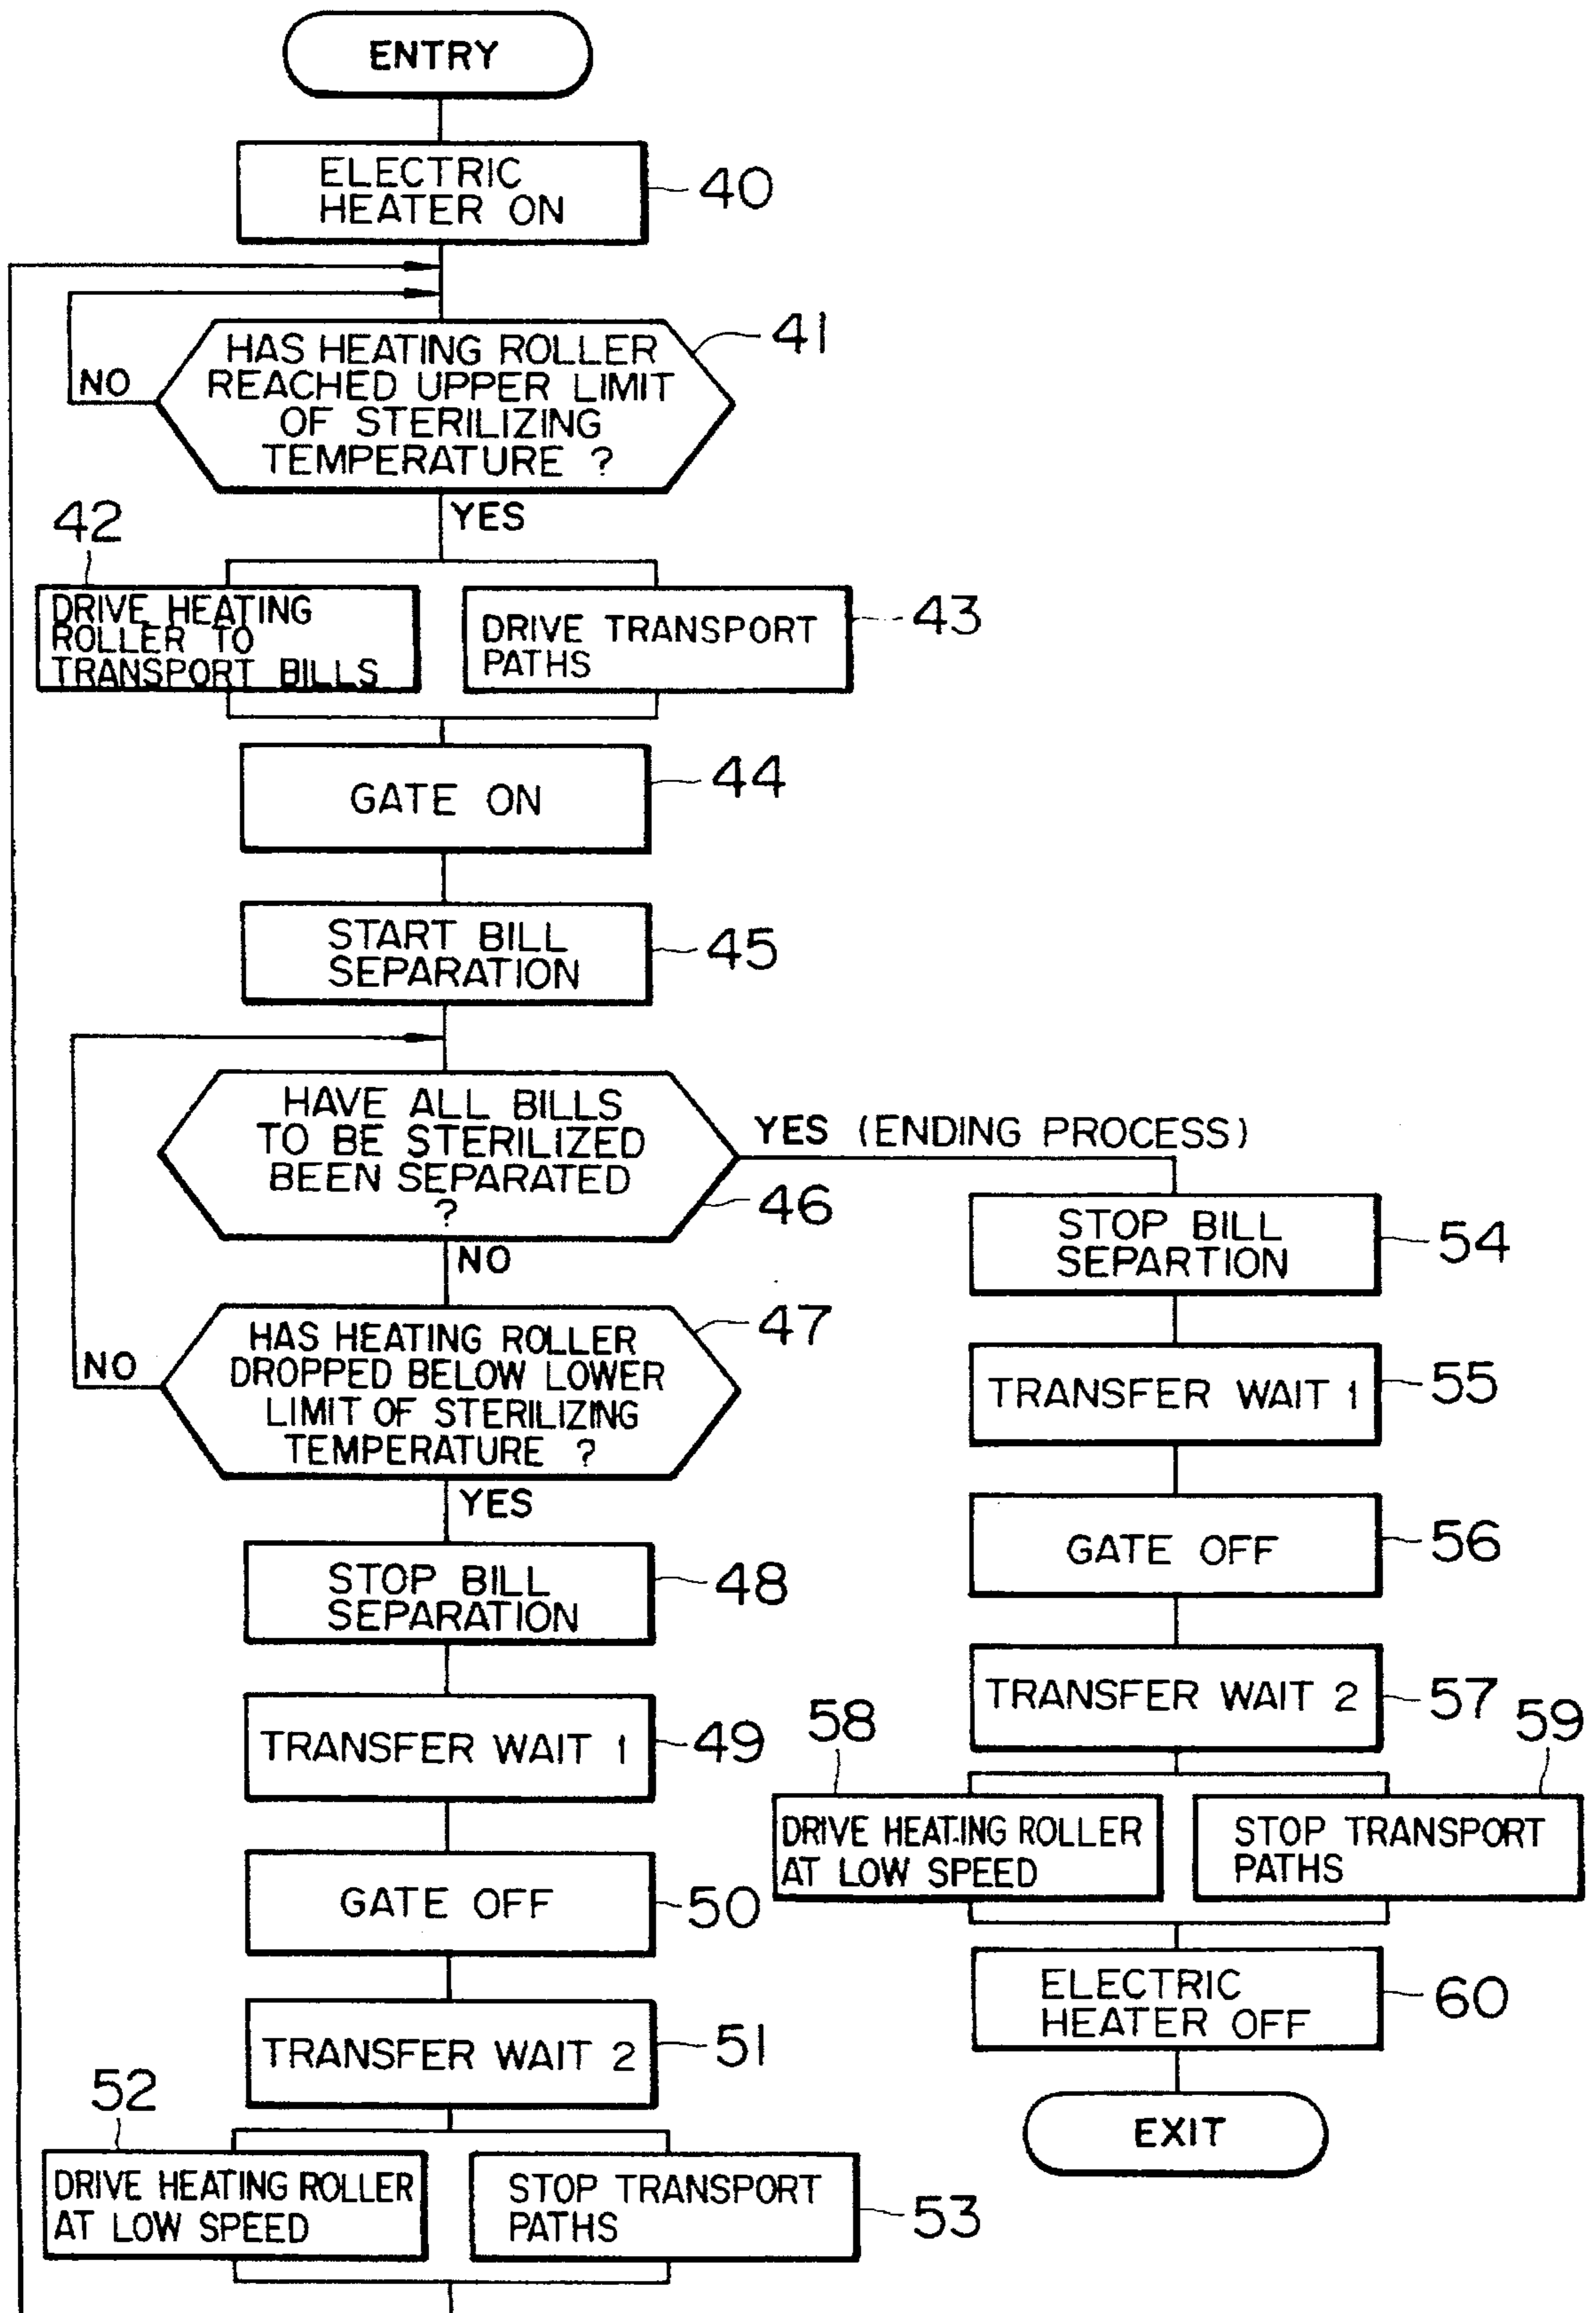 ENTRY
ELECTRIC
HEATER ON
40
HAS HEATING ROLLER
REACHED UPPER LIMIT
OF STERILIZING
TEMPERATURE ?
41
NO
YES
42
DRIVE HEATING
ROLLER TO
TRANSPORT BILLS
DRIVE TRANSPORT
PATHS
43
GATE ON
44
START BILL
SEPARATION
45
HAVE ALL BILLS
TO BE STERILIZED
BEEN SEPARATED
?
46
YES (ENDING PROCESS)
NO
HAS HEATING ROLLER
DROPPED BELOW LOWER
LIMIT OF STERILIZING
TEMPERATURE ?
47
NO
YES
STOP BILL
SEPARATION
48
TRANSFER WAIT 1
49
GATE OFF
50
TRANSFER WAIT 2
51
52
DRIVE HEATING ROLLER
AT LOW SPEED
STOP TRANSPORT
PATHS
53
STOP BILL
SEPARTION
54
TRANSFER WAIT 1
55
GATE OFF
56
TRANSFER WAIT 2
57
58
DRIVE HEATING ROLLER
AT LOW SPEED
59
STOP TRANSPORT
PATHS
ELECTRIC
HEATER OFF
60
EXIT